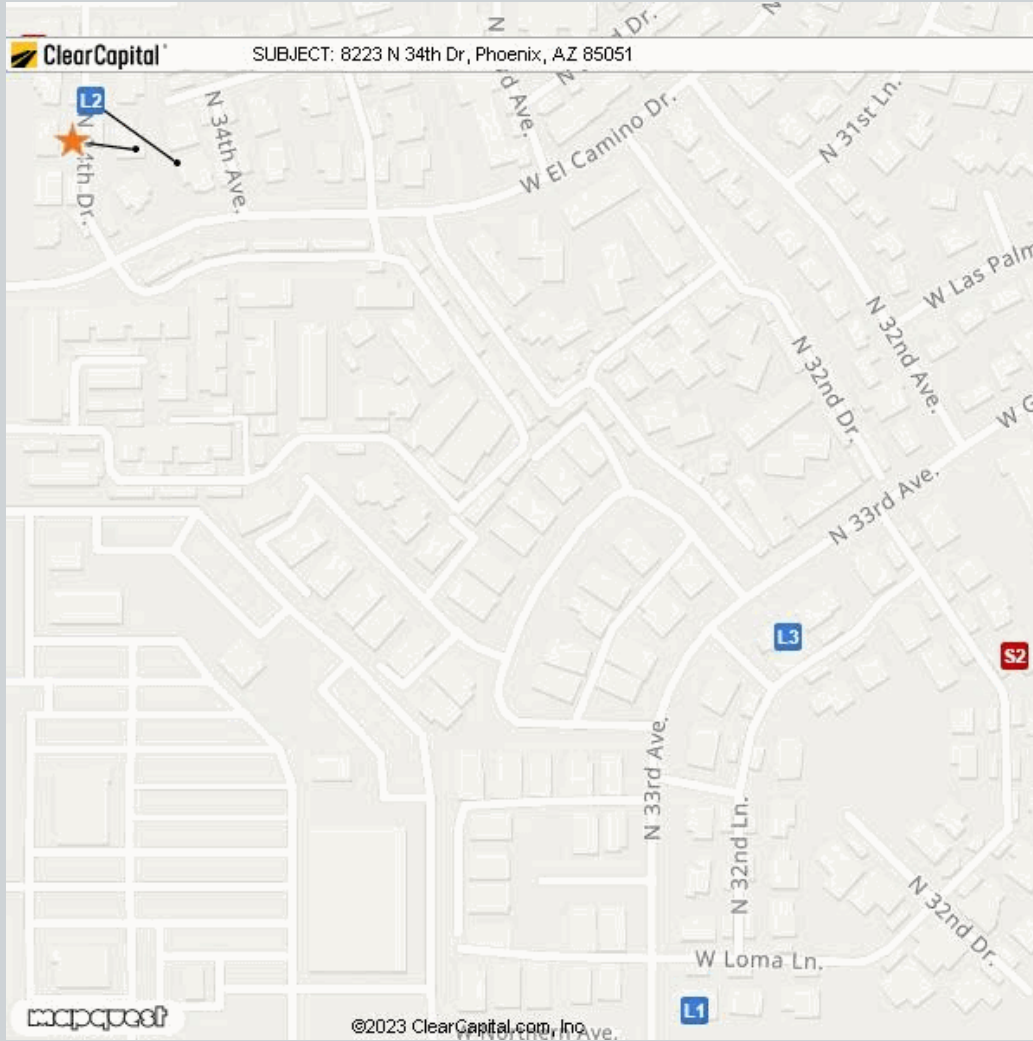 ClearCapital
SUBJECT: 8223 N 34th Dr, Phoenix, AZ 85051
L2
N 34th Ave.
W El Camino Dr.
N 31st Ln.
W Las Palm
N 32nd Ave.
N 32nd Dr.
W G
N 33rd Ave.
L3
S2
N 33rd Ave.
N 32nd Ln.
N 32nd Dr.
W Loma Ln.
L1
mapquest
©2023 ClearCapital.com, Inc
W Northern Ave.